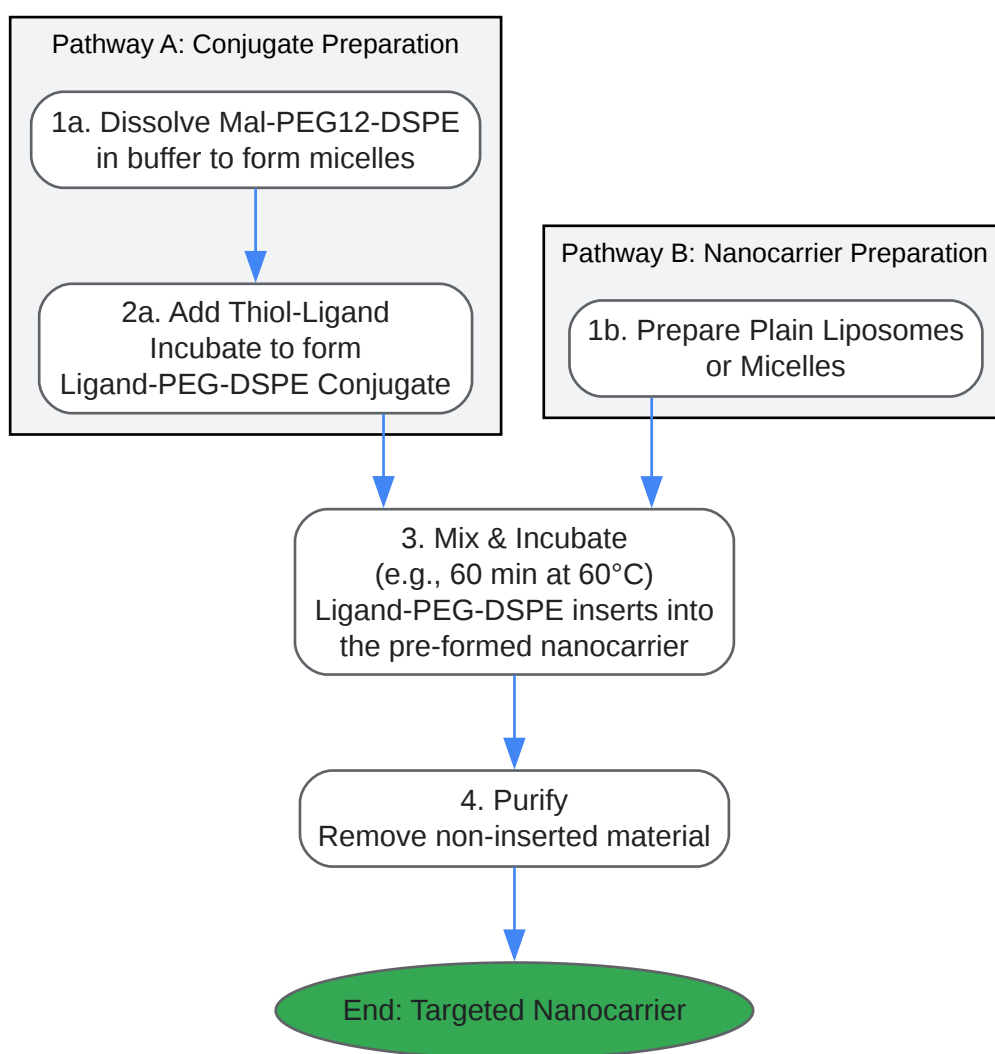 Pathway A: Conjugate Preparation
1a. Dissolve Mal-PEG12-DSPE
in buffer to form micelles
2a. Add Thiol-Ligand
Incubate to form
Ligand-PEG-DSPE Conjugate
Pathway B: Nanocarrier Preparation
1b. Prepare Plain Liposomes
or Micelles
3. Mix & Incubate
(e.g., 60 min at 60°C)
Ligand-PEG-DSPE inserts into
the pre-formed nanocarrier
4. Purify
Remove non-inserted material
End: Targeted Nanocarrier